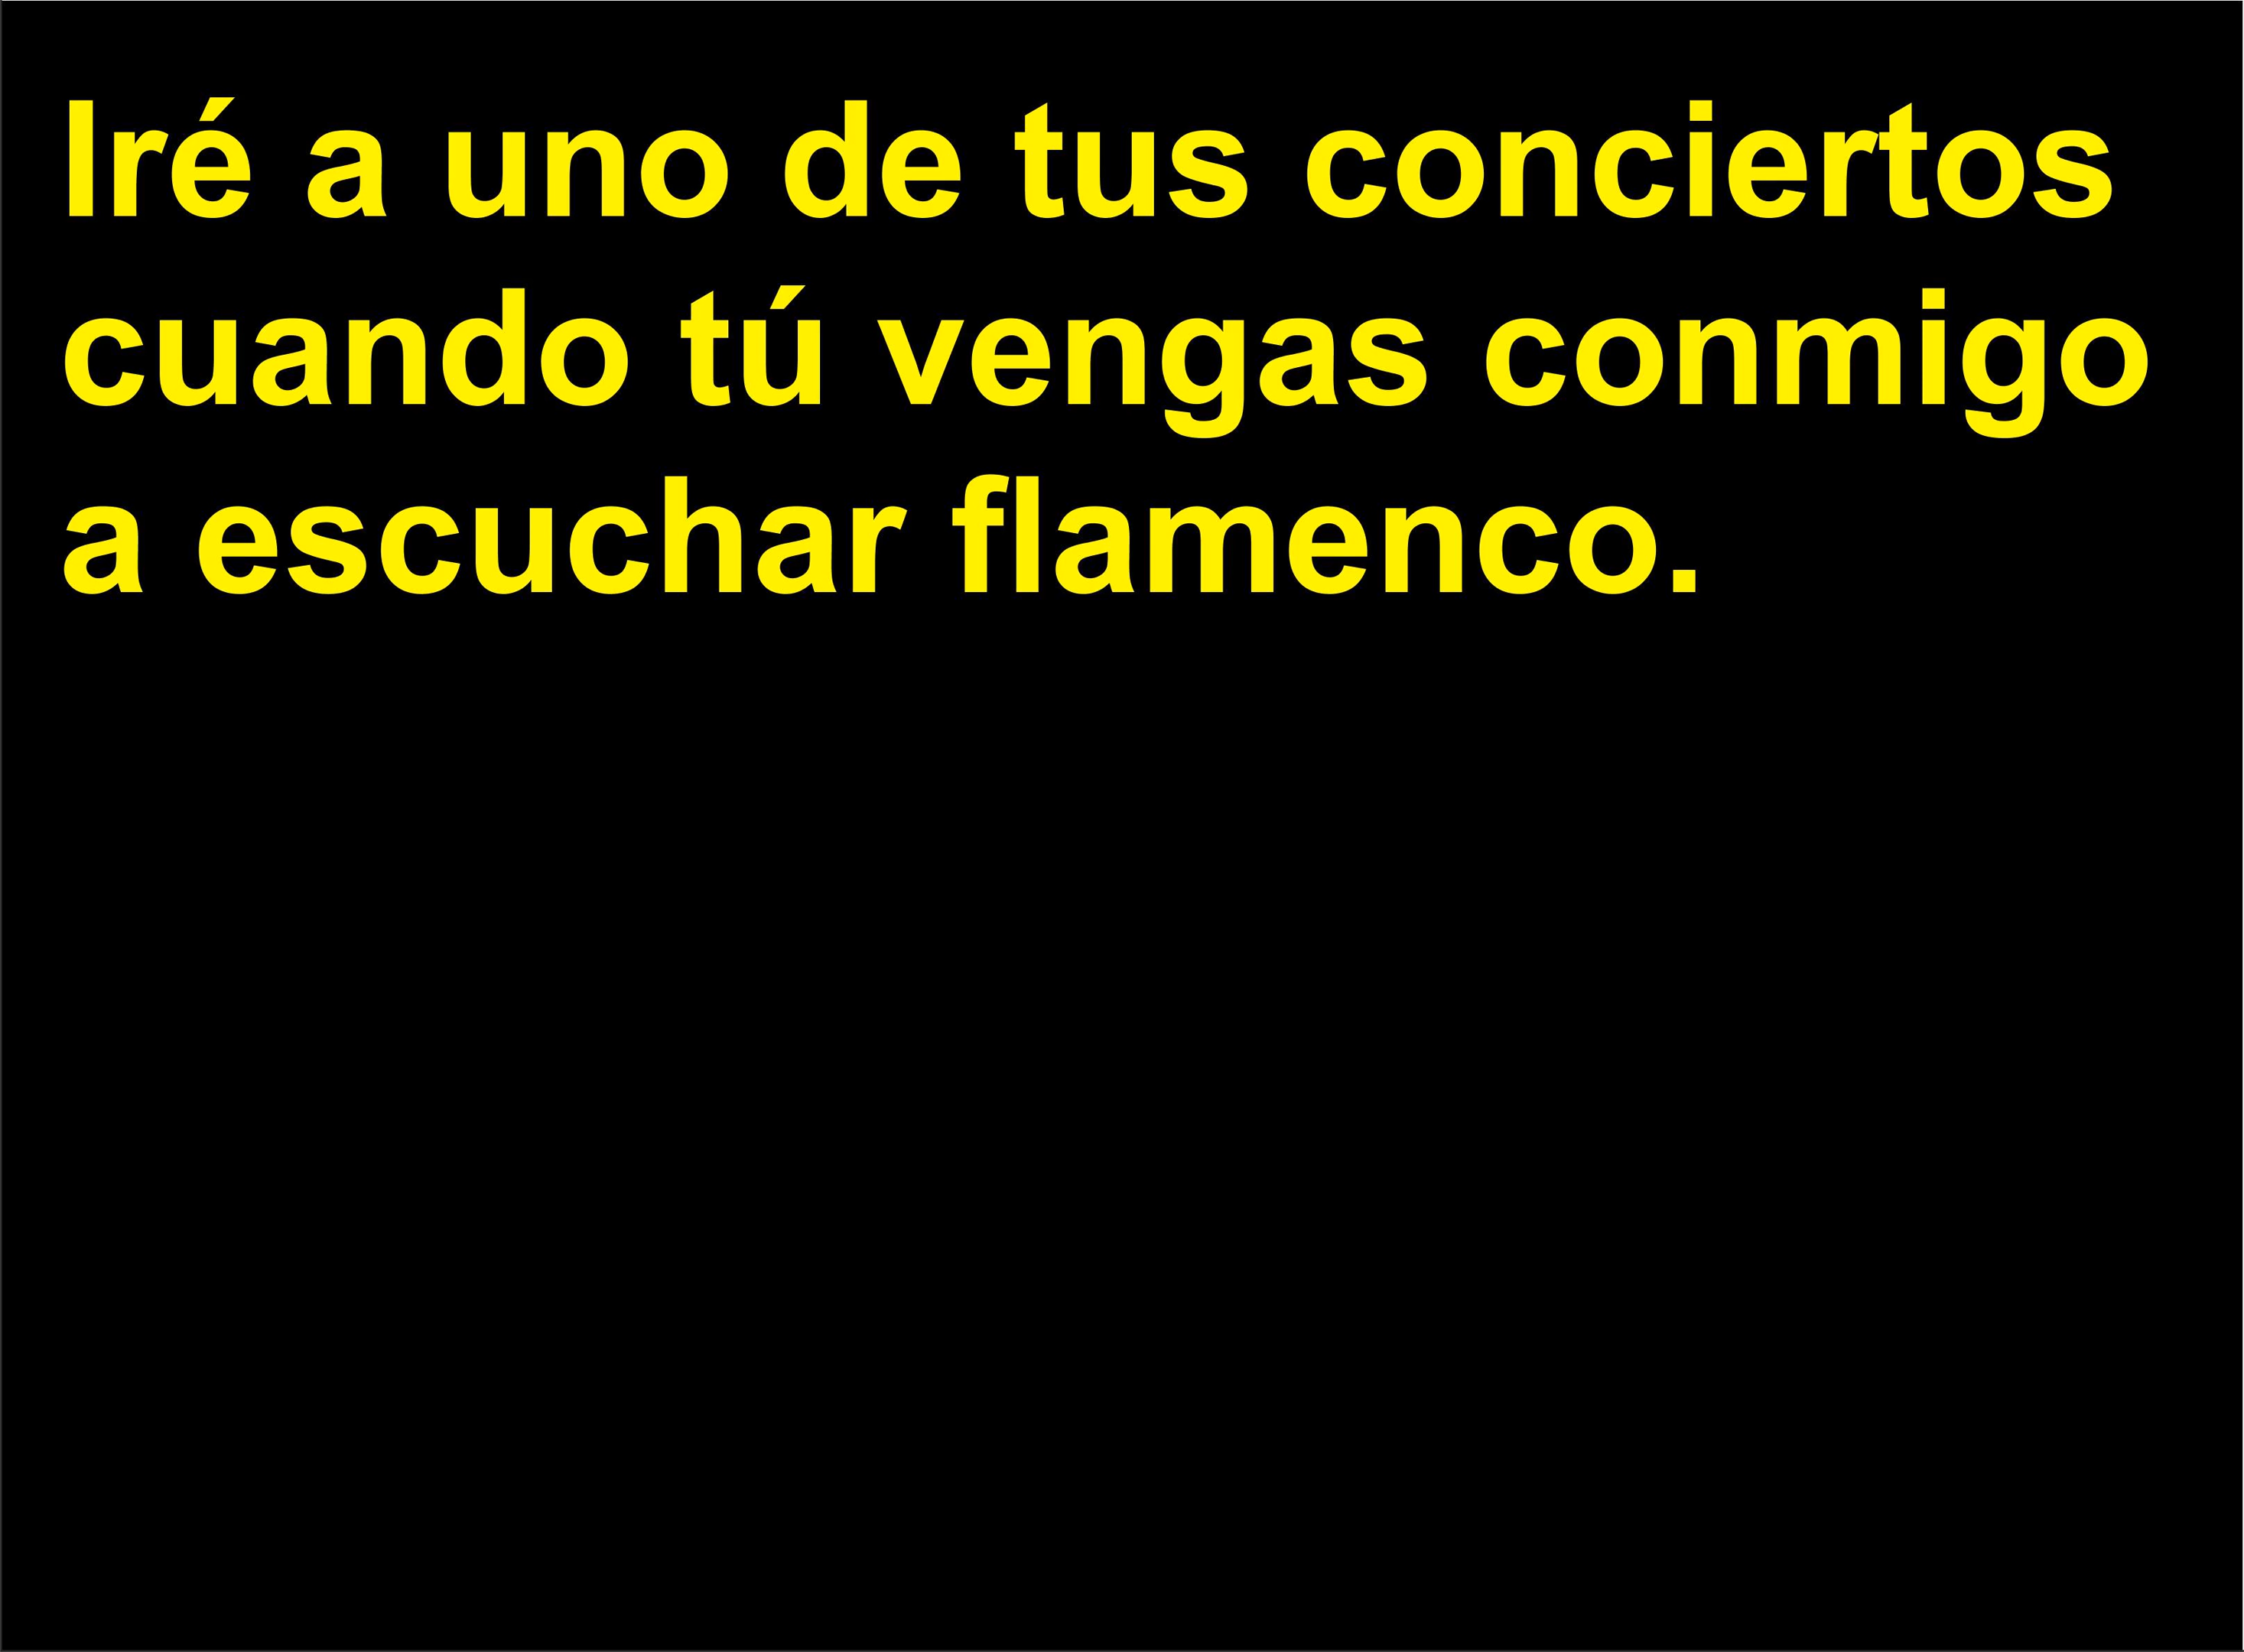 Iré a uno de tus conciertos
cuando tú vengas conmigo
a escuchar flamenco.